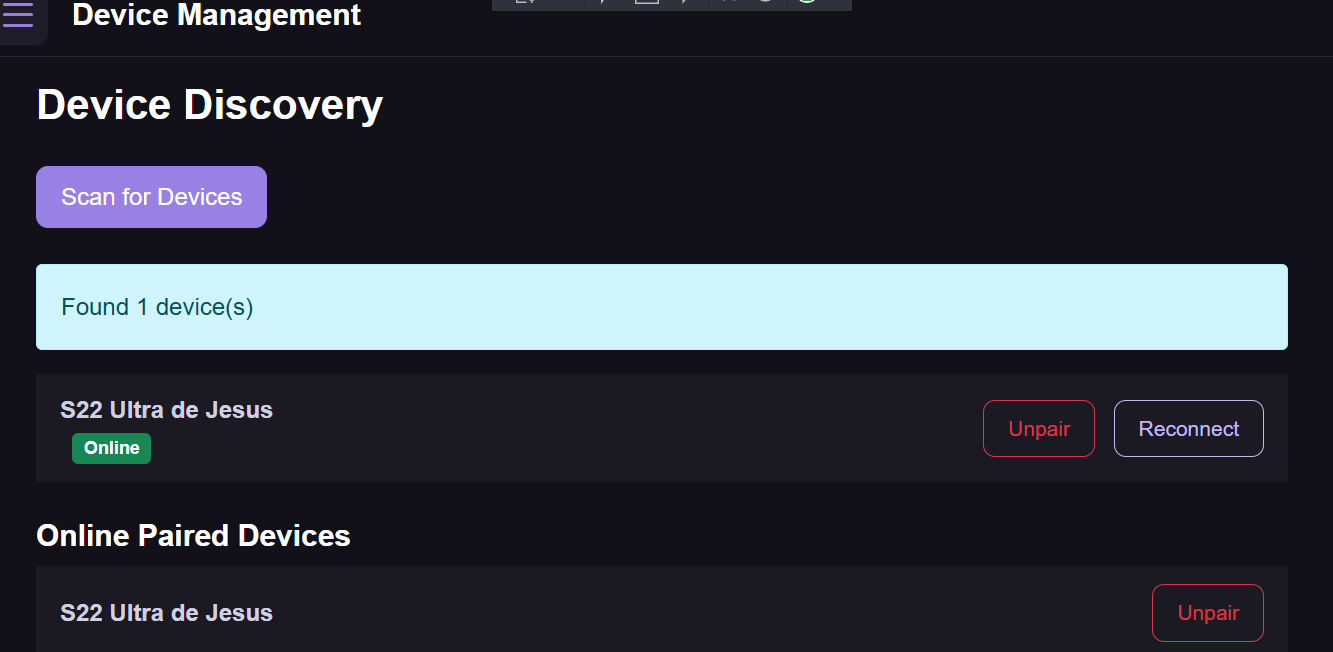 Device Management
Device Discovery
Scan for Devices
Found 1 device(s)
S22 Ultra de Jesus
Online
Unpair
Reconnect
Online Paired Devices
S22 Ultra de Jesus
Unpair